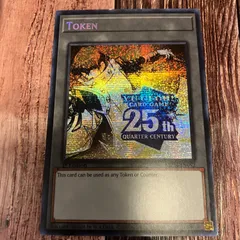 TOKEN
YU-GI-OH!
CARD GAME
25th
QUARTER CENTURY
This card can be used as any Token or Counter.